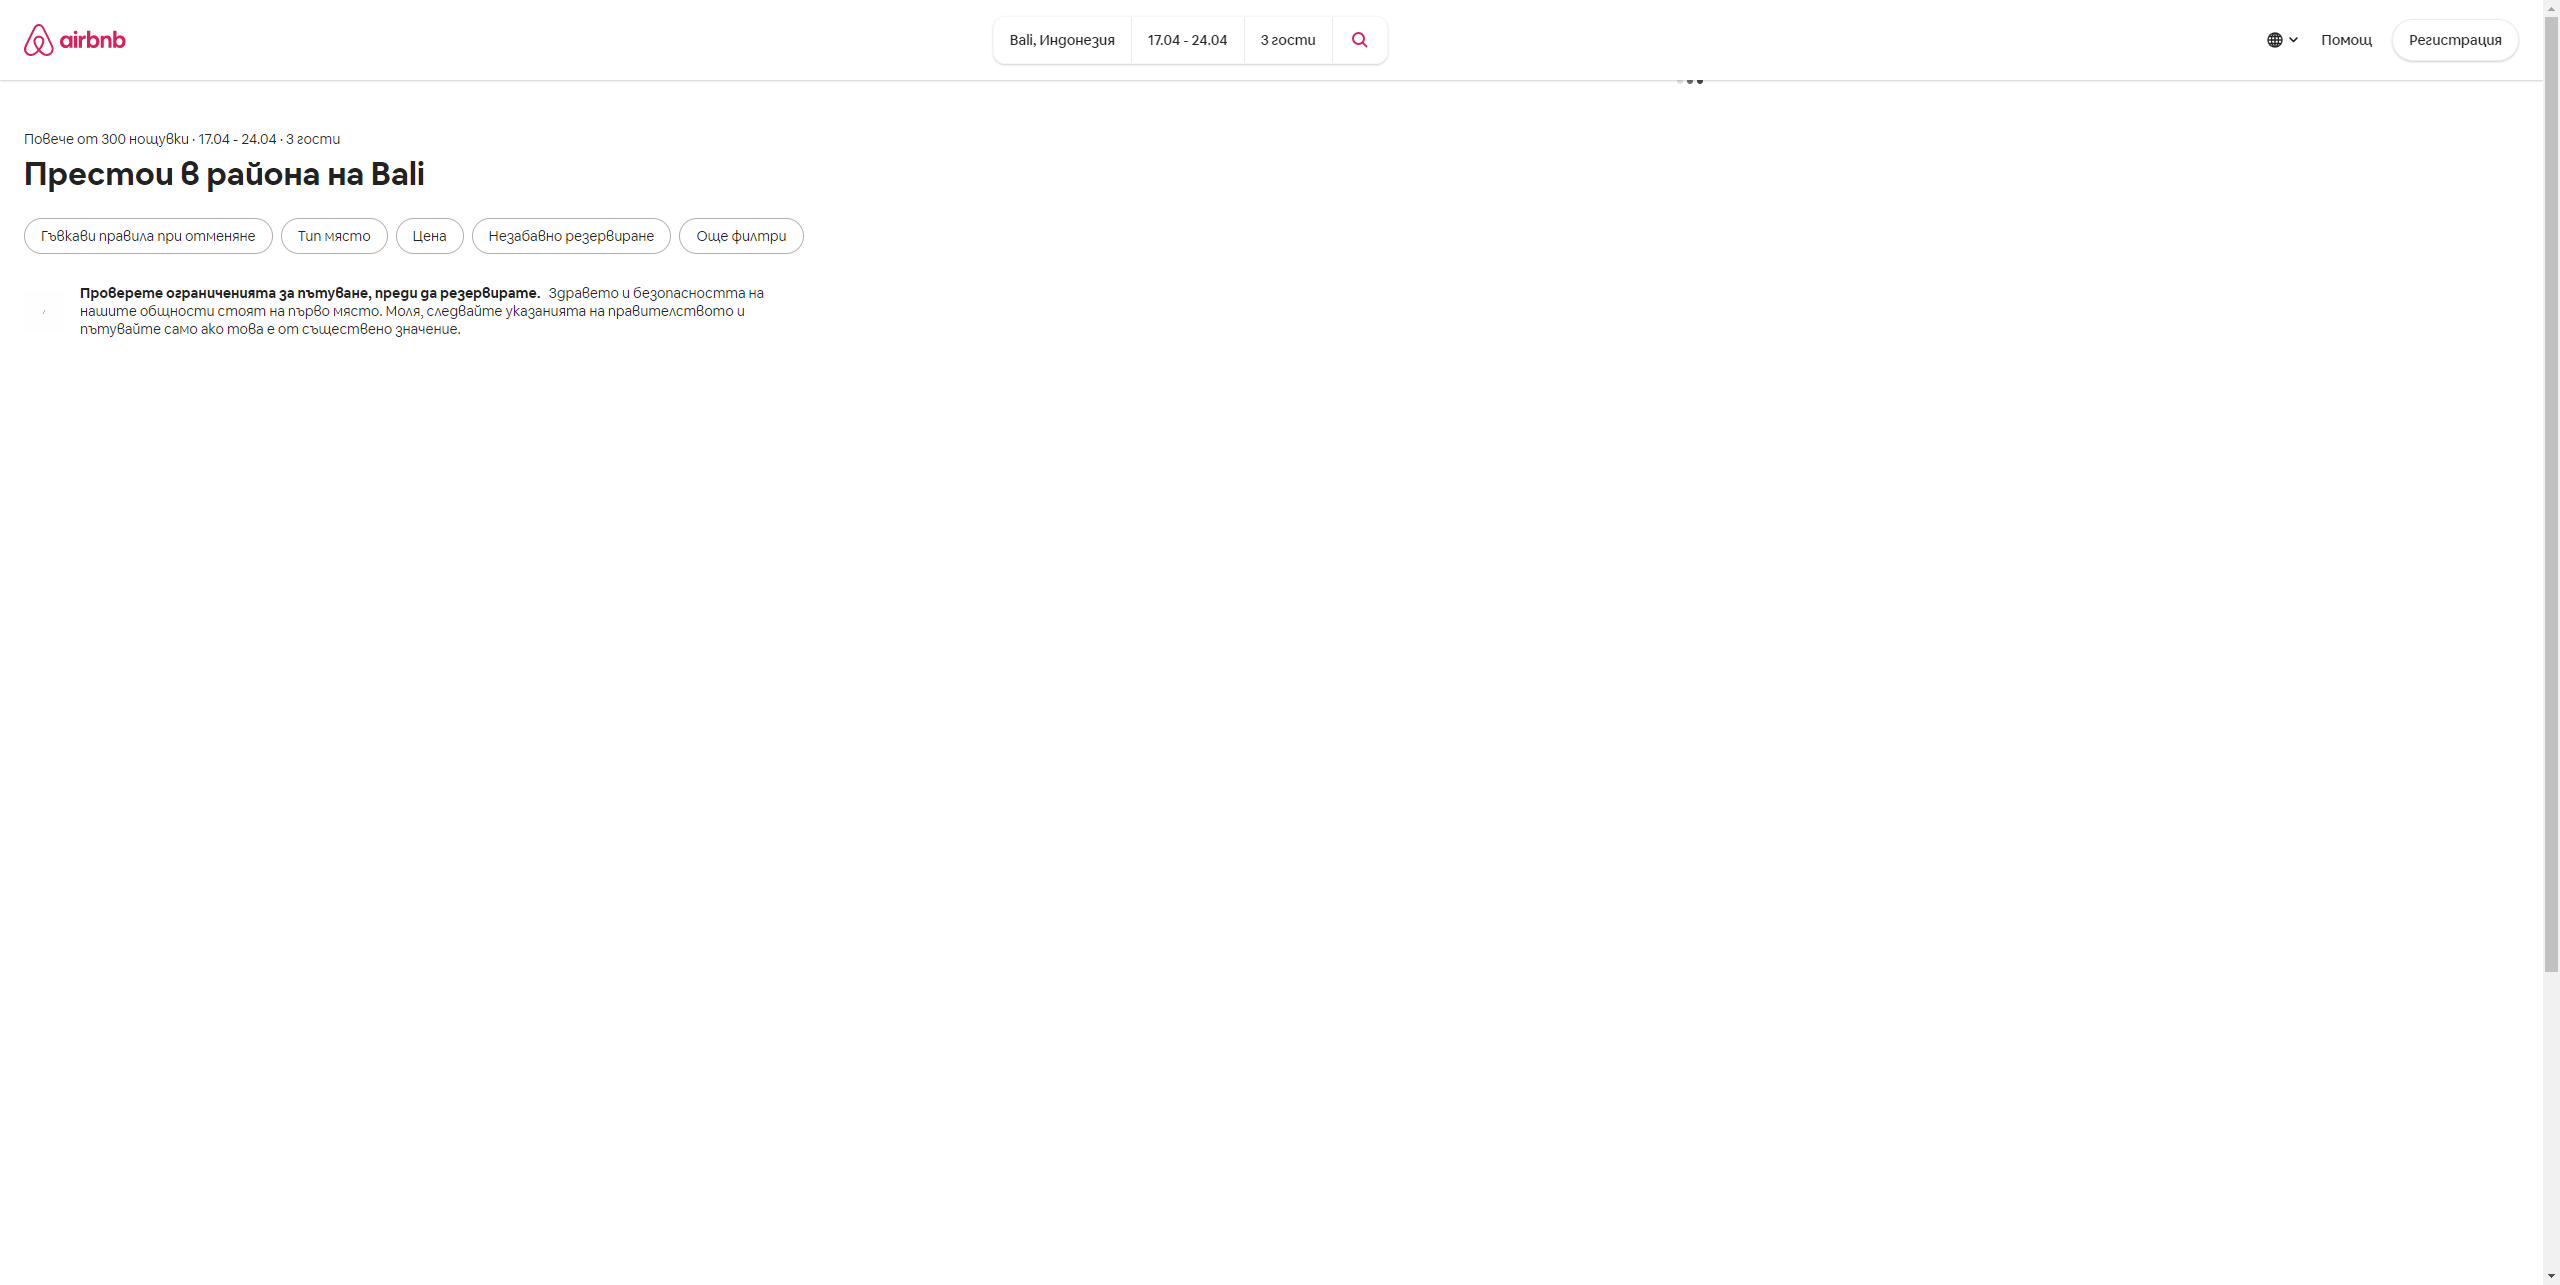 airbnb
Bali, Индонезия
17.04 - 24.04
3 гости
Помощ
Регистрация
Повече от 300 нощувки · 17.04 - 24.04 · 3 гости
Престои в района на Bali
Гъвкави правила при отменяне
Тип място
Цена
Незабавно резервиране
Още филтри
Проверете ограниченията за пътуване, преди да резервирате. Здравето и безопасността на
нашите общности стоят на първо място. Моля, следвайте указанията на правителството и
пътувайте само ако това е от съществено значение.